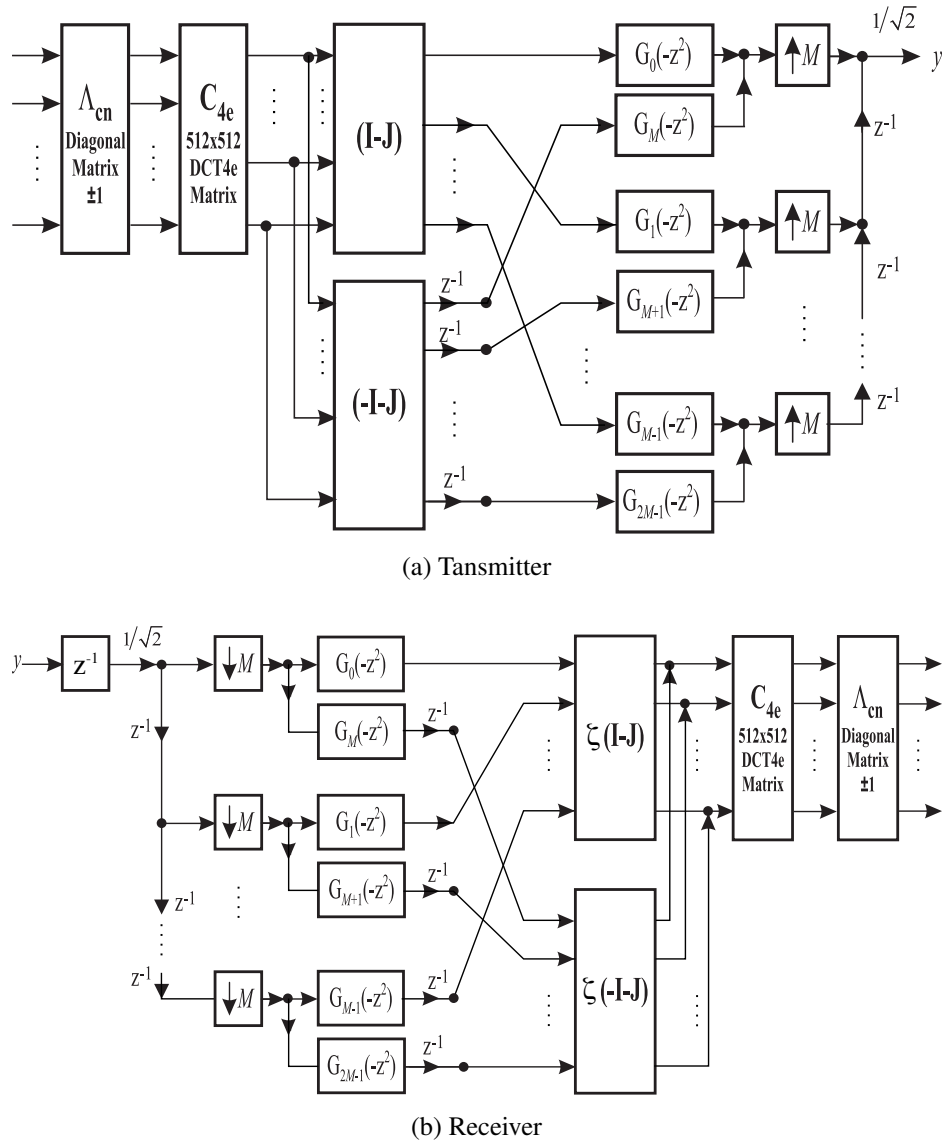 1/√2
y
Λcn
Diagonal
Matrix
±1
C4e
512x512
DCT4e
Matrix
(I-J)
(-I-J)
z-1
z-1
z-1
G0(-z2)
GM(-z2)
G1(-z2)
GM+1(-z2)
GM-1(-z2)
G2M-1(-z2)
↑M
↑M
↑M
z-1
z-1
z-1
(a) Tansmitter
y
z-1
1/√2
z-1
z-1
z-1
↓M
↓M
↓M
G0(-z2)
GM(-z2)
z-1
G1(-z2)
GM+1(-z2)
z-1
GM-1(-z2)
z-1
G2M-1(-z2)
z-1
ζ(I-J)
ζ(-I-J)
C4e
512x512
DCT4e
Matrix
Λcn
Diagonal
Matrix
±1
(b) Receiver